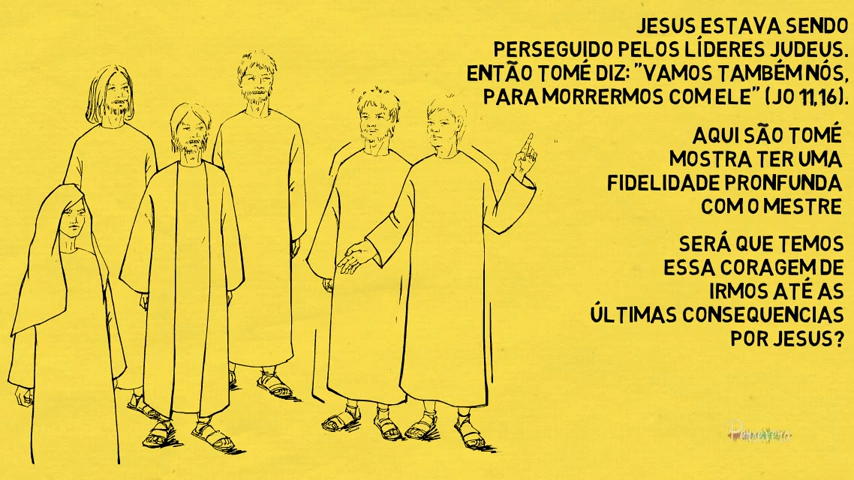 JESUS ESTAVA SENDO
PERSEGUIDO PELOS LÍDERES JUDEUS.
ENTÃO TOMÉ DIZ: "VAMOS TAMBÉM NÓS,
PARA MORRERMOS COM ELE" (JO 11,16).
AQUI SÃO TOMÉ
MOSTRA TER UMA
FIDELIDADE PRONFUNDA
COM O MESTRE
SERÁ QUE TEMOS
ESSA CORAGEM DE
IRMOS ATÉ AS
ÚLTIMAS CONSEQUENCIAS
POR JESUS?